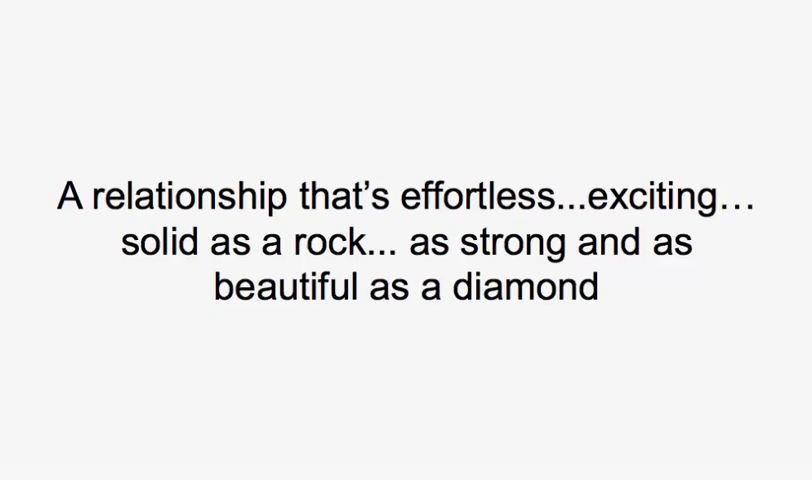 A relationship that’s effortless...exciting…
solid as a rock... as strong and as
beautiful as a diamond